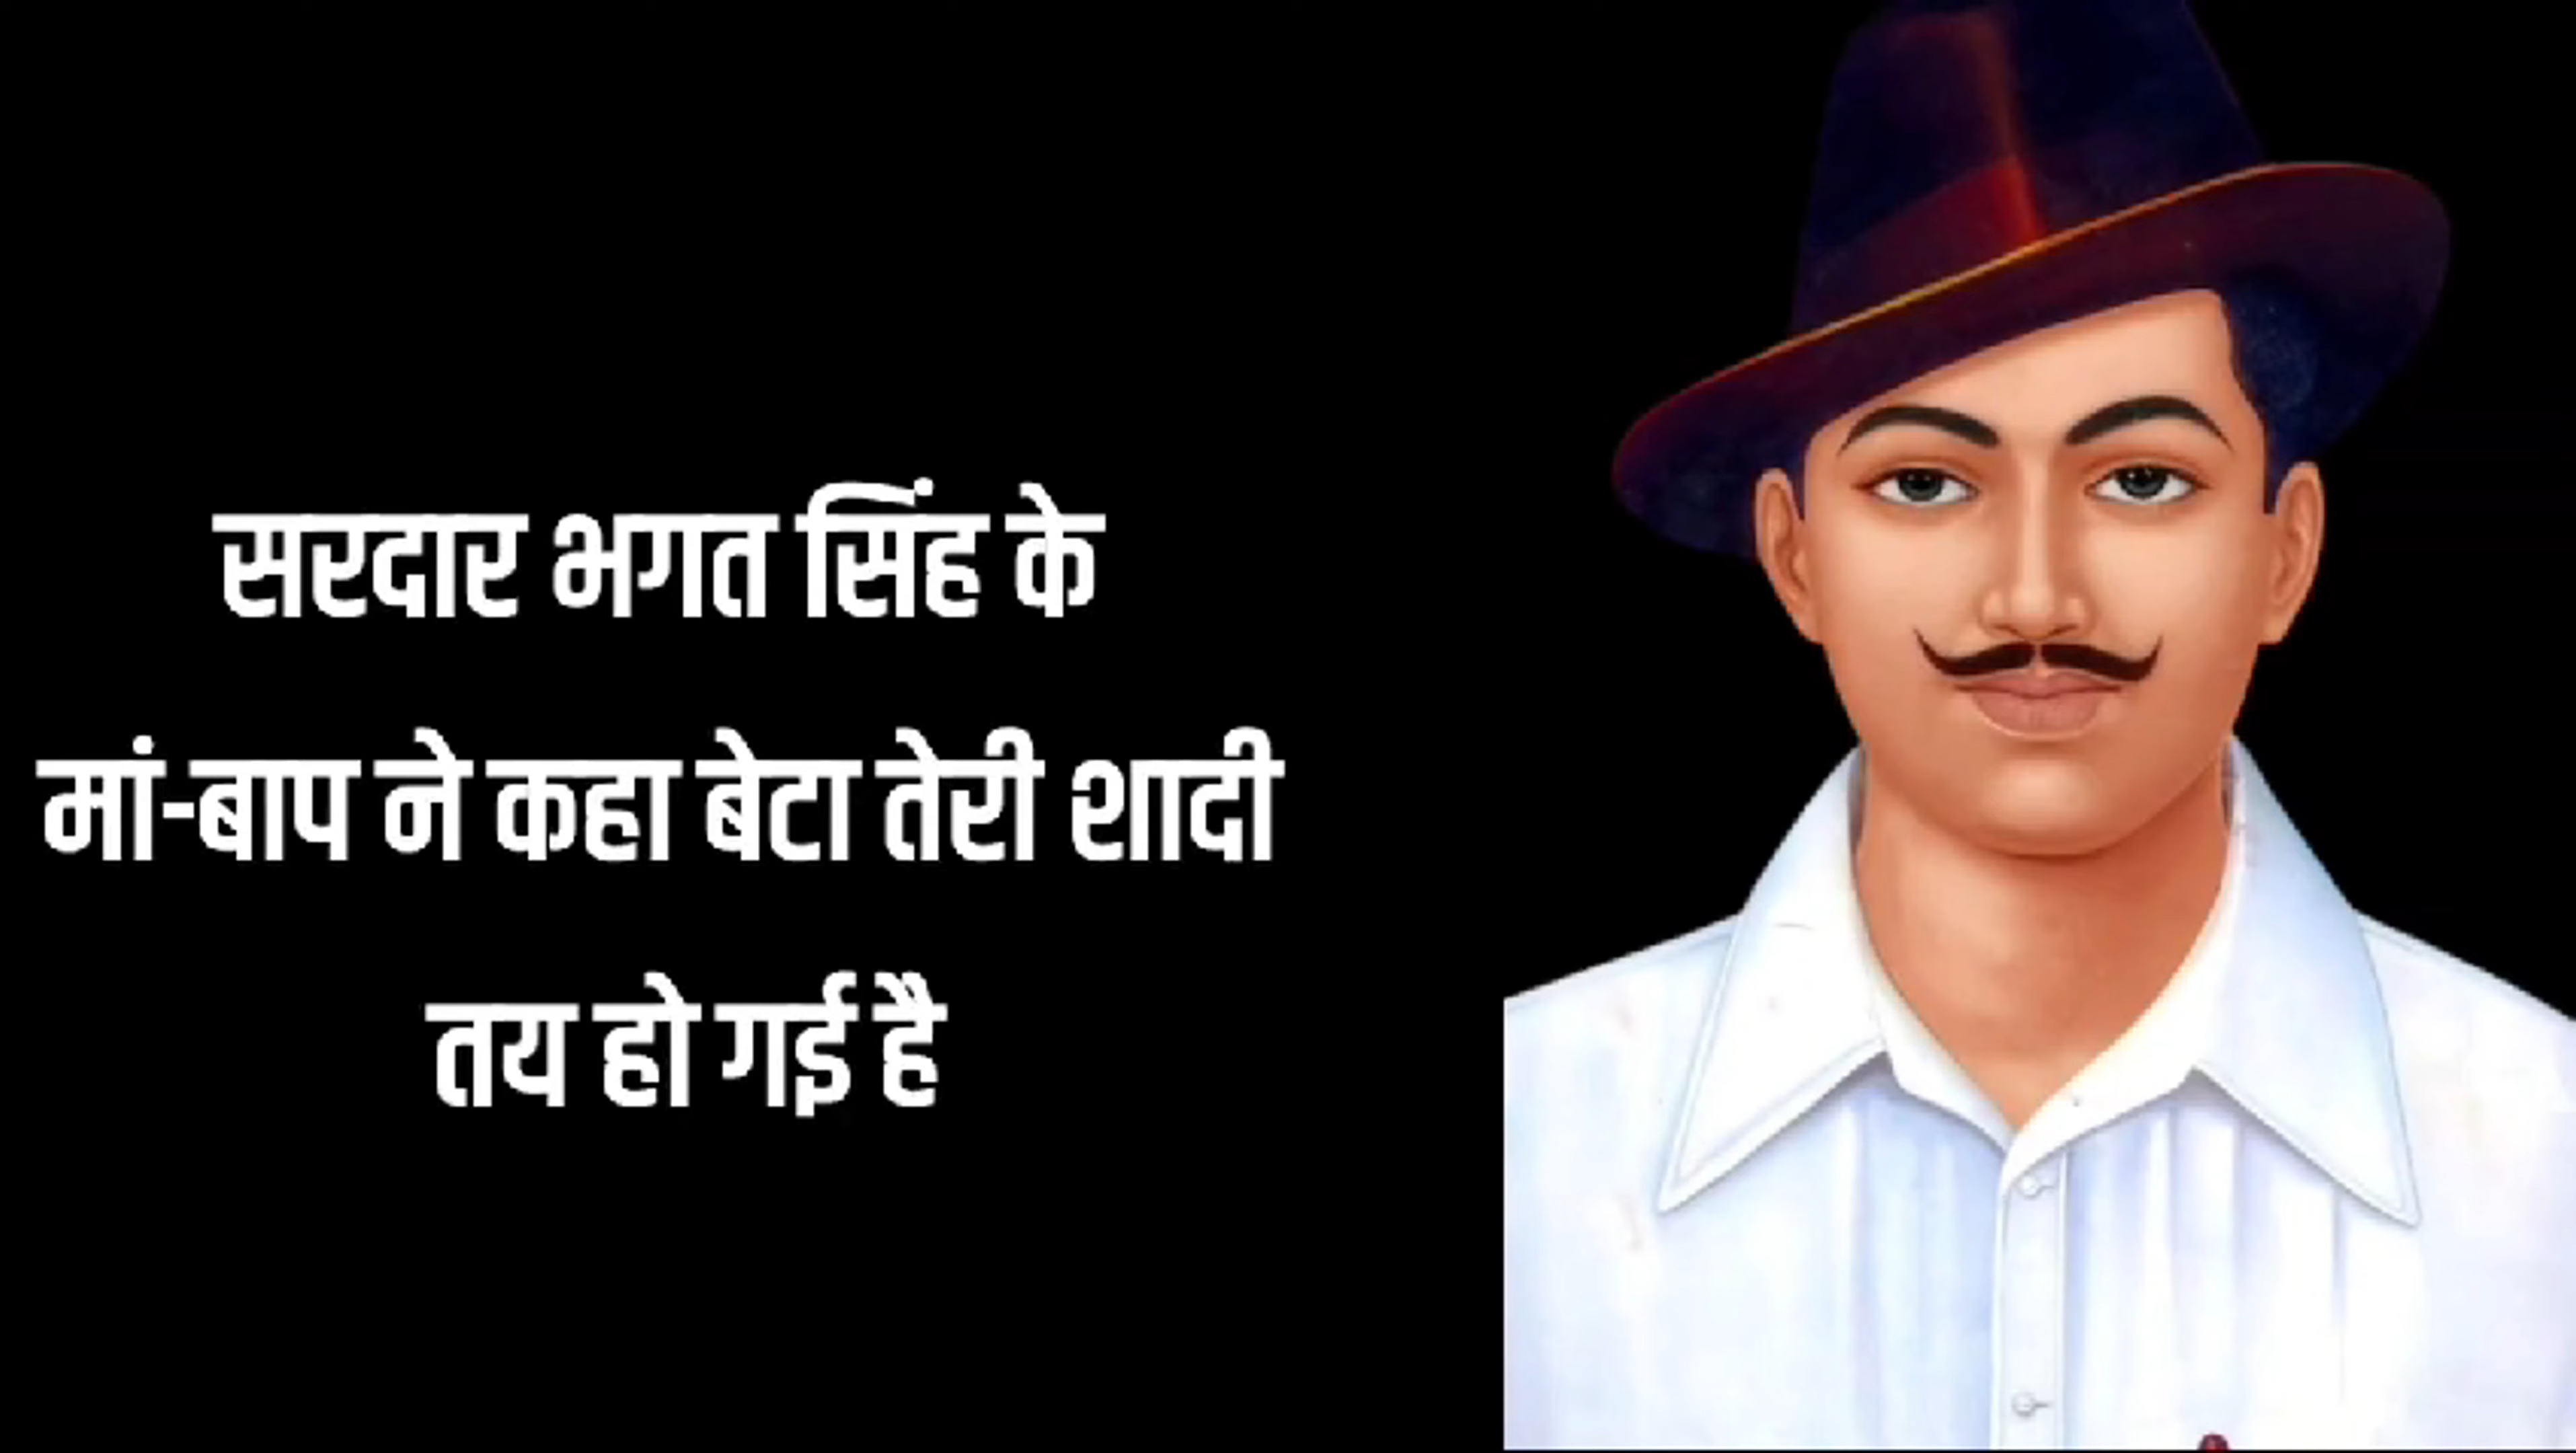 सरदार भगत सिंह के
मां-बाप ने कहा बेटा तेरी शादी
तय हो गई है